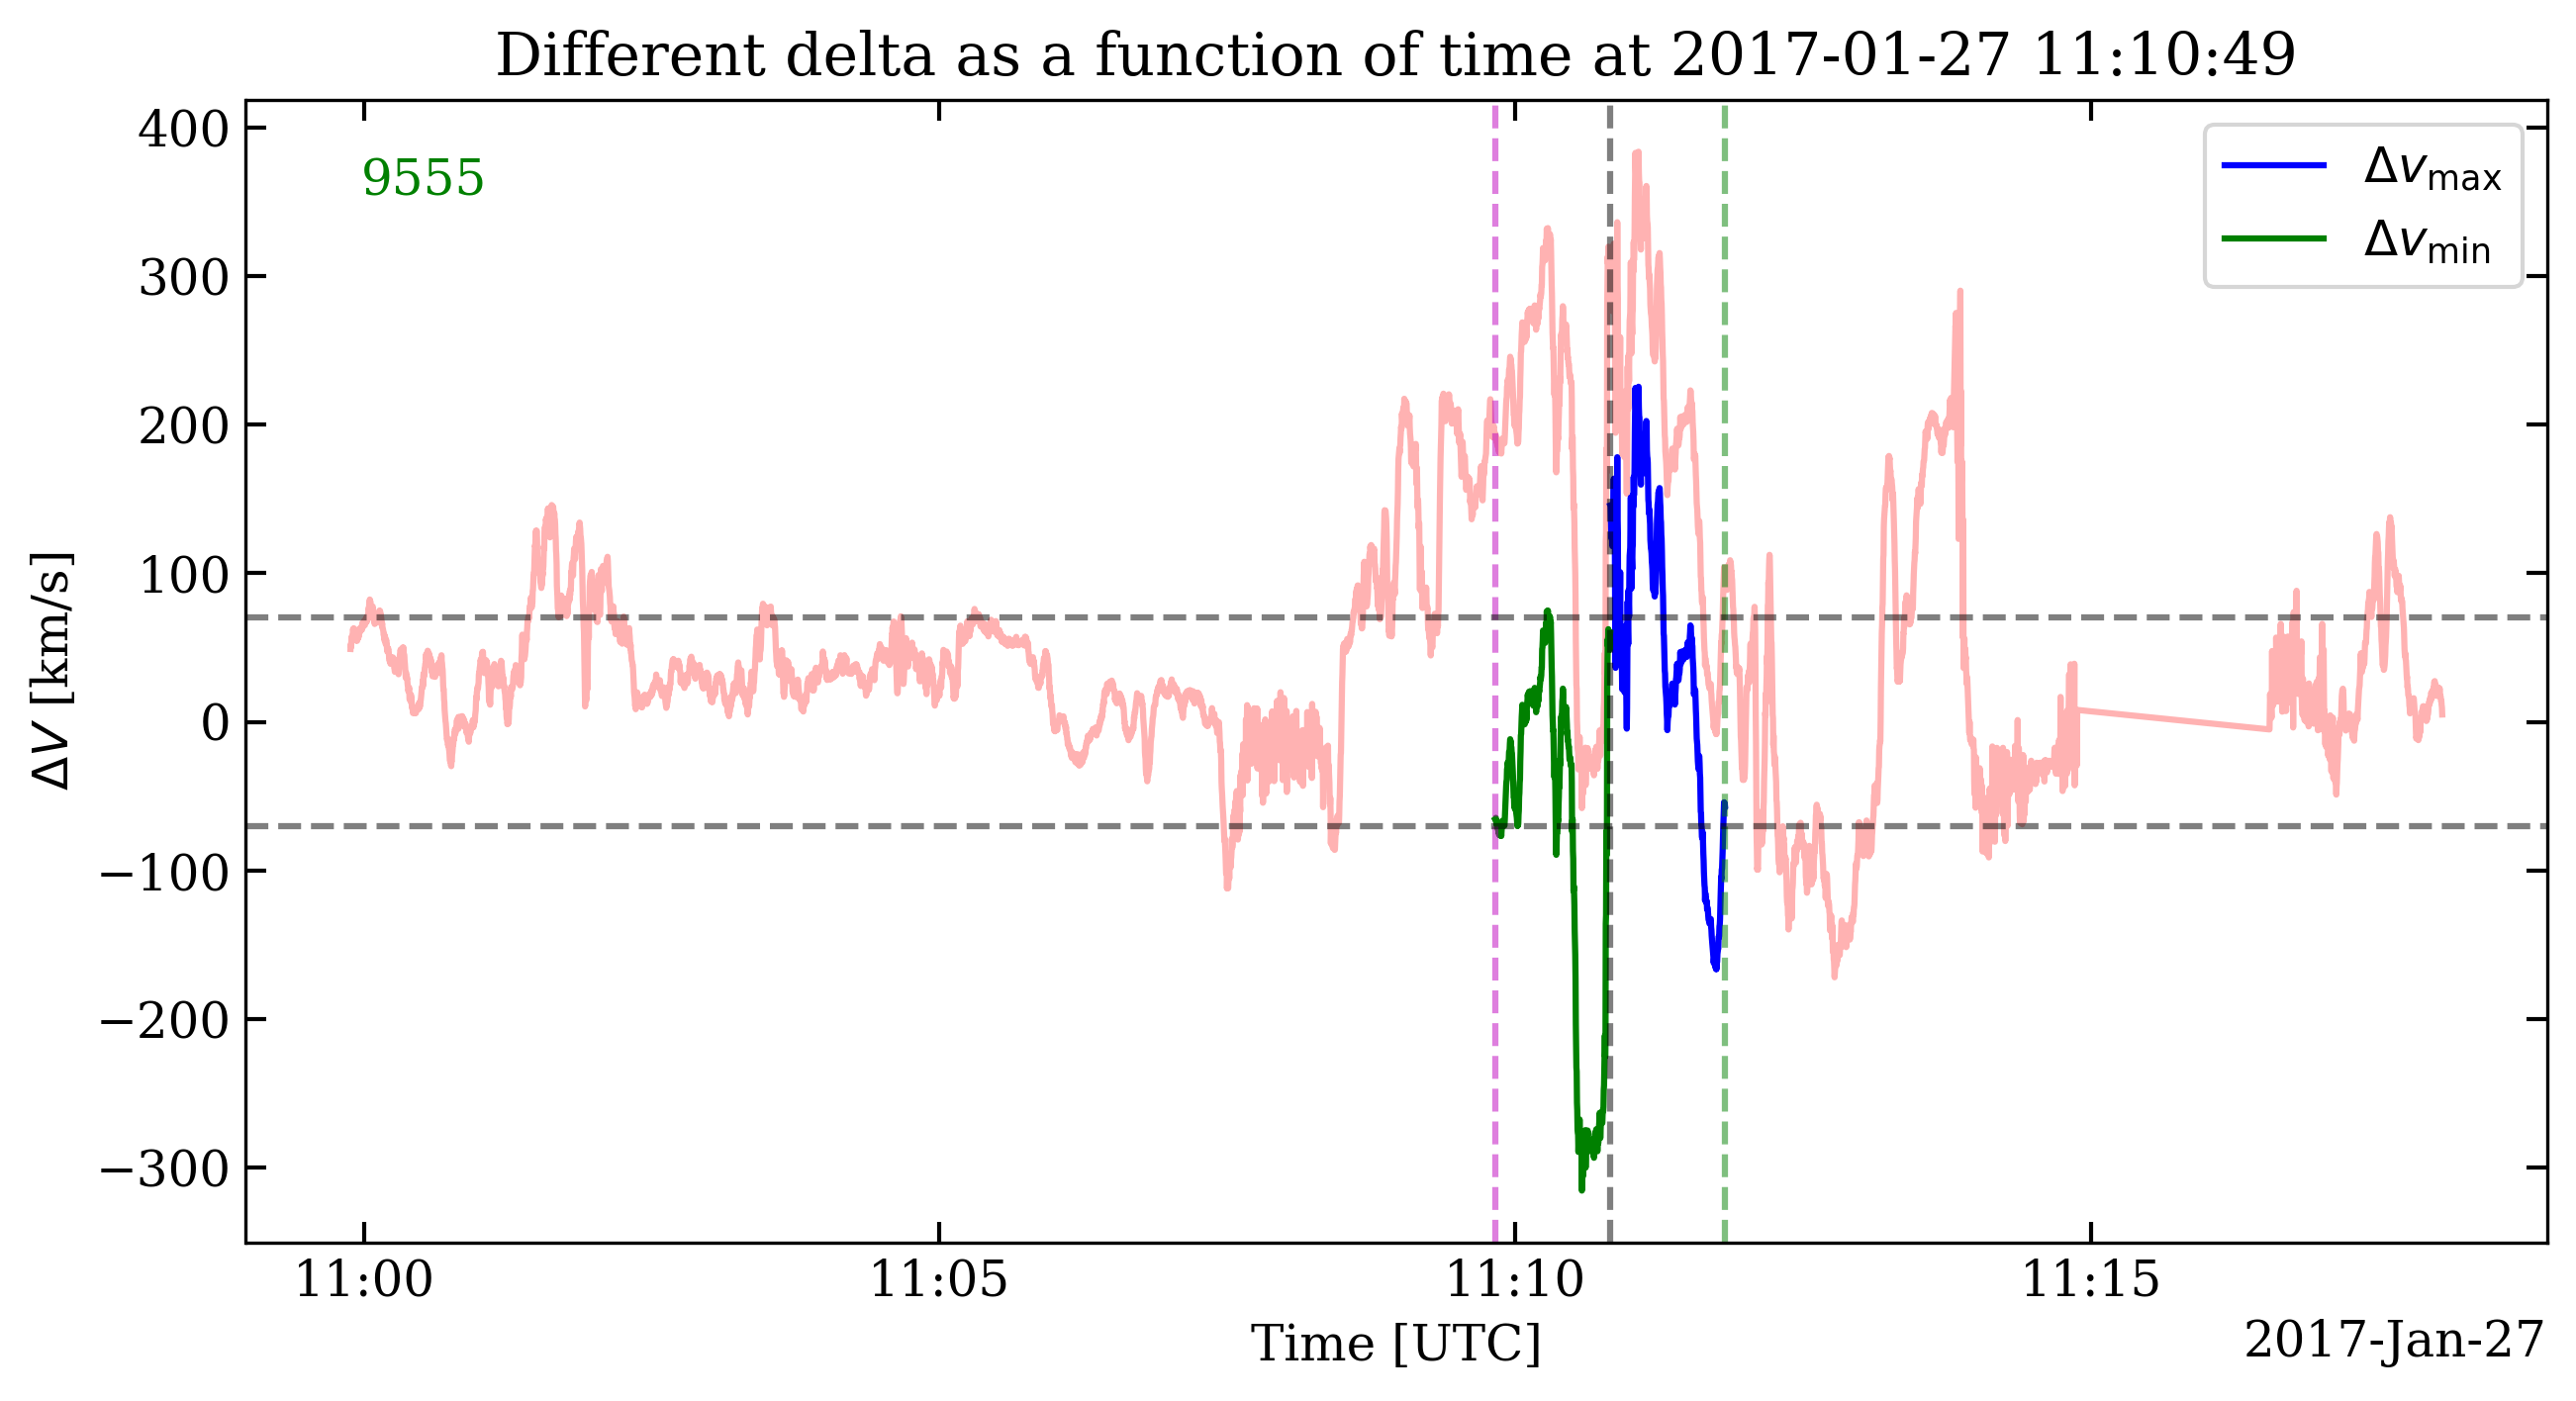 Different delta as a function of time at 2017-01-27 11:10:49
400
300
200
100
0
−100
−200
−300
ΔV [km/s]
9555
Δvmax
Δvmin
11:00 11:05 11:10 11:15
Time [UTC]
2017-Jan-27